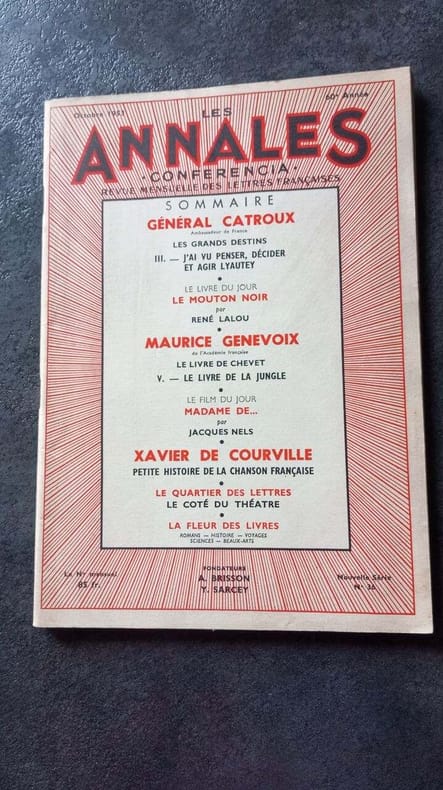 Octobre 1951
60e Année
LES
ANNALES
• CONFERENCIA •
REVUE MENSUELLE DES LETTRES FRANÇAISES
SOMMAIRE
GÉNÉRAL CATROUX
Ambassadeur de France
LES GRANDS DESTINS
III. — J'AI VU PENSER, DÉCIDER
ET AGIR LYAUTEY
•
LE LIVRE DU JOUR
LE MOUTON NOIR
par
RENÉ LALOU
•
MAURICE GENEVOIX
de l'Académie française
LE LIVRE DE CHEVET
V. — LE LIVRE DE LA JUNGLE
•
LE FILM DU JOUR
MADAME DE...
par
JACQUES NELS
•
XAVIER DE COURVILLE
PETITE HISTOIRE DE LA CHANSON FRANÇAISE
•
LE QUARTIER DES LETTRES
LE COTÉ DU THÉATRE
•
LA FLEUR DES LIVRES
ROMANS — HISTOIRE — VOYAGES
SCIENCES — BEAUX-ARTS
Le No mensuel
85 fr.
FONDATEURS
A. BRISSON
Y. SARCEY
Nouvelle Série
No